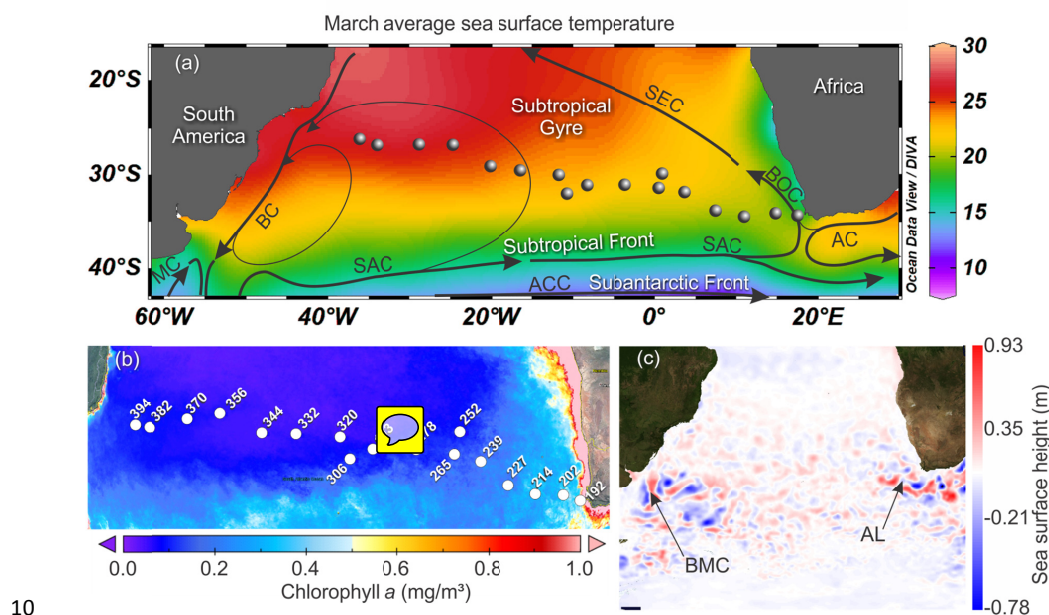 March average sea surface temperature
(a)
20°S
30°S
40°S
60°W
40°W
20°W
0°
20°E
South
America
Africa
Subtropical
Gyre
SEC
BOC
BC
MC
SAC
Subtropical Front
SAC
AC
ACC
Subantarctic Front
30
25
20
15
10
Ocean Data View / DIVA
(b)
394
382
370
356
344
332
320
306
252
265
239
227
214
202
192
0.0
0.2
0.4
0.6
0.8
1.0
Chlorophyll a (mg/m³)
(c)
BMC
AL
0.93
0.35
-0.21
-0.78
Sea surface height (m)
10